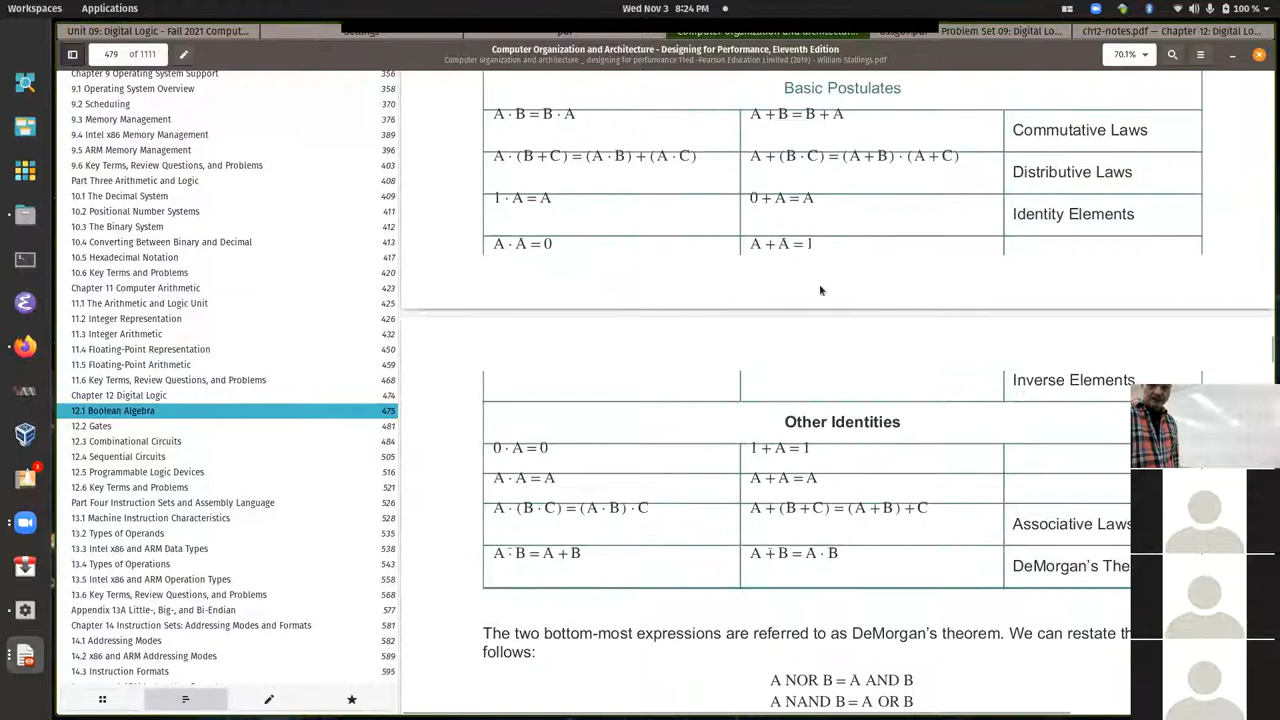 Workspaces Applications Wed Nov 3 8:24 PM 100 %
Unit 09: Digital Logic - Fall 2021 Comput... Problem Set 09: Digital Lo... ch12-notes.pdf — Chapter 12: Digital Lo...
479 of 1111 Computer Organization and Architecture - Designing for Performance, Eleventh Edition 70.1%
Computer organization and architecture _ designing for performance 11ed -Pearson Education Limited (2019) - William Stallings.pdf
Chapter 9 Operating System Support 356
9.1 Operating System Overview 358
9.2 Scheduling 370
9.3 Memory Management 376
9.4 Intel x86 Memory Management 389
9.5 ARM Memory Management 396
9.6 Key Terms, Review Questions, and Problems 403
Part Three Arithmetic and Logic 408
10.1 The Decimal System 409
10.2 Positional Number Systems 411
10.3 The Binary System 412
10.4 Converting Between Binary and Decimal 413
10.5 Hexadecimal Notation 417
10.6 Key Terms and Problems 420
Chapter 11 Computer Arithmetic 423
11.1 The Arithmetic and Logic Unit 425
11.2 Integer Representation 426
11.3 Integer Arithmetic 432
11.4 Floating-Point Representation 450
11.5 Floating-Point Arithmetic 459
11.6 Key Terms, Review Questions, and Problems 468
Chapter 12 Digital Logic 474
12.1 Boolean Algebra 475
12.2 Gates 481
12.3 Combinational Circuits 484
12.4 Sequential Circuits 505
12.5 Programmable Logic Devices 516
12.6 Key Terms and Problems 521
Part Four Instruction Sets and Assembly Language 526
13.1 Machine Instruction Characteristics 528
13.2 Types of Operands 535
13.3 Intel x86 and ARM Data Types 538
13.4 Types of Operations 543
13.5 Intel x86 and ARM Operation Types 558
13.6 Key Terms, Review Questions, and Problems 568
Appendix 13A Little-, Big-, and Bi-Endian 577
Chapter 14 Instruction Sets: Addressing Modes and Formats 581
14.1 Addressing Modes 582
14.2 x86 and ARM Addressing Modes 589
14.3 Instruction Formats 595
Basic Postulates
A · B = B · A A + B = B + A Commutative Laws
A · (B + C) = (A · B) + (A · C) A + (B · C) = (A + B) · (A + C) Distributive Laws
1 · A = A 0 + A = A Identity Elements
A · A = 0 A + A = 1
Inverse Elements
Other Identities
0 · A = 0 1 + A = 1
A · A = A A + A = A
A · (B · C) = (A · B) · C A + (B + C) = (A + B) + C Associative Laws
A · B = A + B A + B = A · B DeMorgan's The
The two bottom-most expressions are referred to as DeMorgan's theorem. We can restate th
follows:
A NOR B = A AND B
A NAND B = A OR B